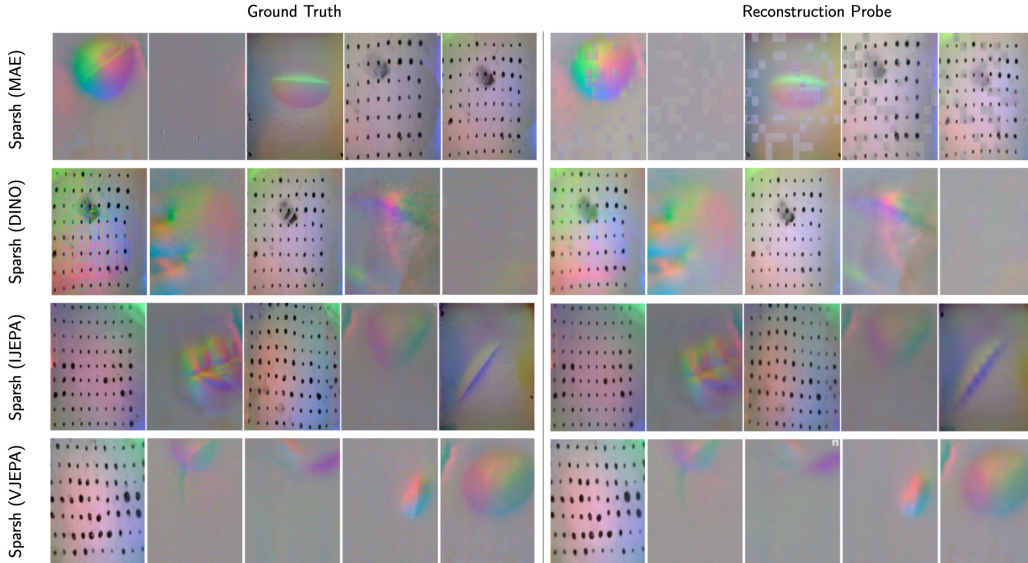 Ground Truth
Reconstruction Probe
Sparsh (MAE)
Sparsh (DINO)
Sparsh (IJEPA)
Sparsh (VJEPA)